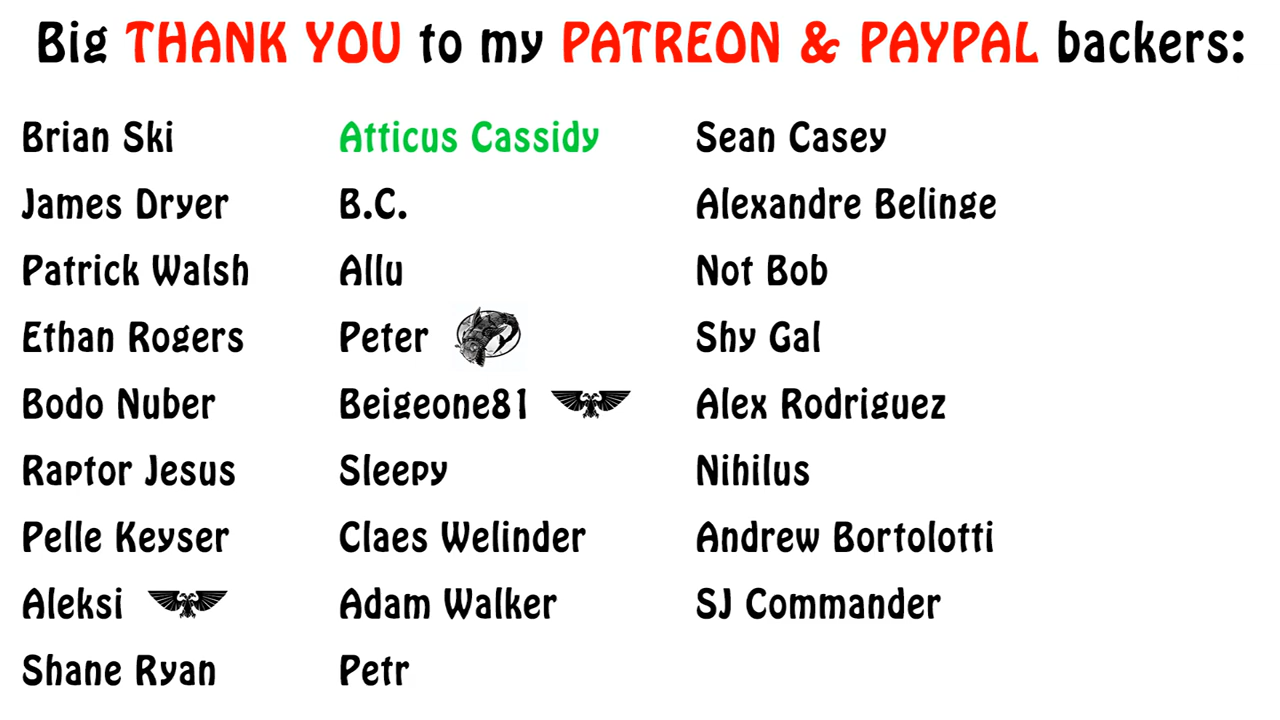 Big THANK YOU to my PATREON & PAYPAL backers:
Brian Ski
James Dryer
Patrick Walsh
Ethan Rogers
Bodo Nuber
Raptor Jesus
Pelle Keyser
Aleksi
Shane Ryan
Atticus Cassidy
B.C.
Allu
Peter
Beigeone81
Sleepy
Claes Welinder
Adam Walker
Petr
Sean Casey
Alexandre Belinge
Not Bob
Shy Gal
Alex Rodriguez
Nihilus
Andrew Bortolotti
SJ Commander